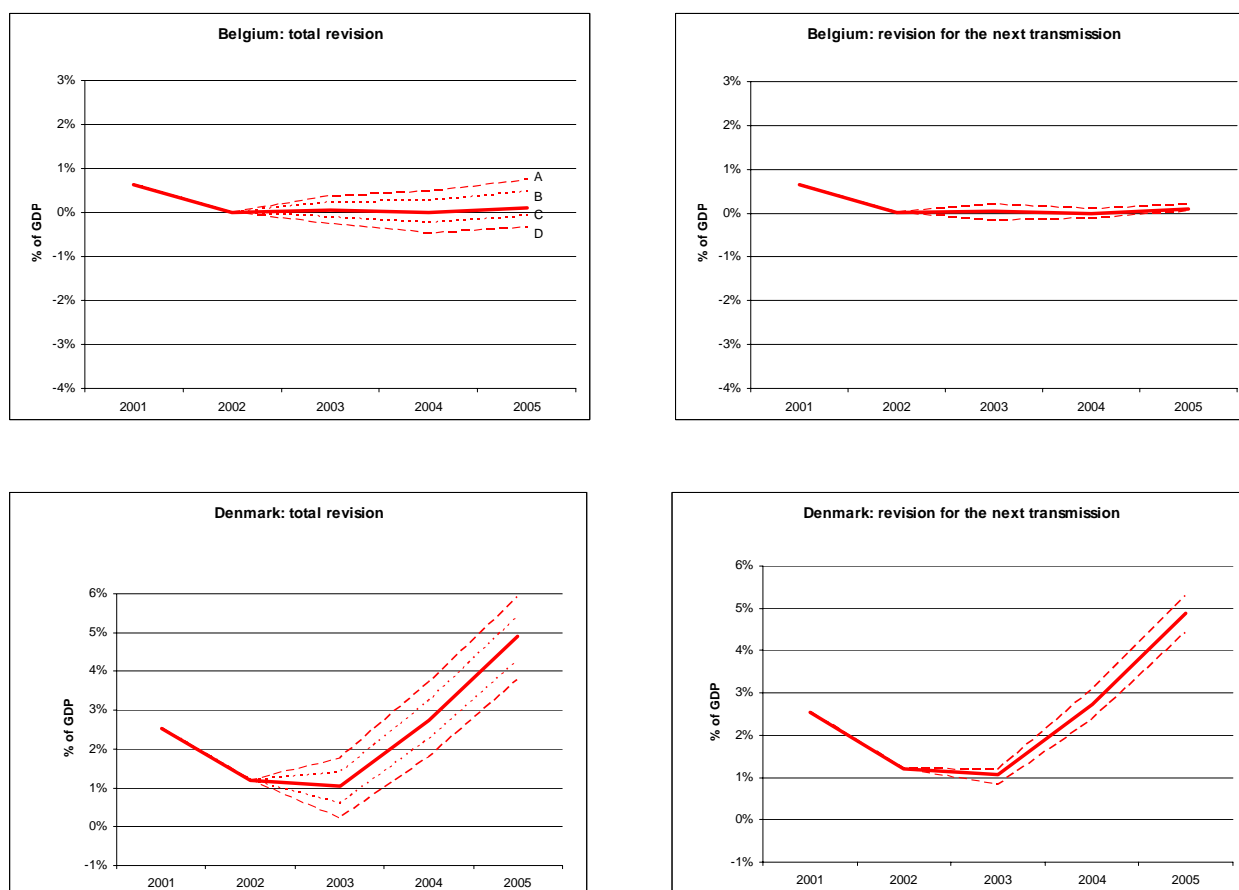 Belgium: total revision
3%
2%
1%
0%
-1%
-2%
-3%
-4%
% of GDP
A
B
C
D
2001 2002 2003 2004 2005
Belgium: revision for the next transmission
3%
2%
1%
0%
-1%
-2%
-3%
-4%
% of GDP
2001 2002 2003 2004 2005
Denmark: total revision
6%
5%
4%
3%
2%
1%
0%
-1%
% of GDP
2001 2002 2003 2004 2005
Denmark: revision for the next transmission
6%
5%
4%
3%
2%
1%
0%
-1%
% of GDP
2001 2002 2003 2004 2005